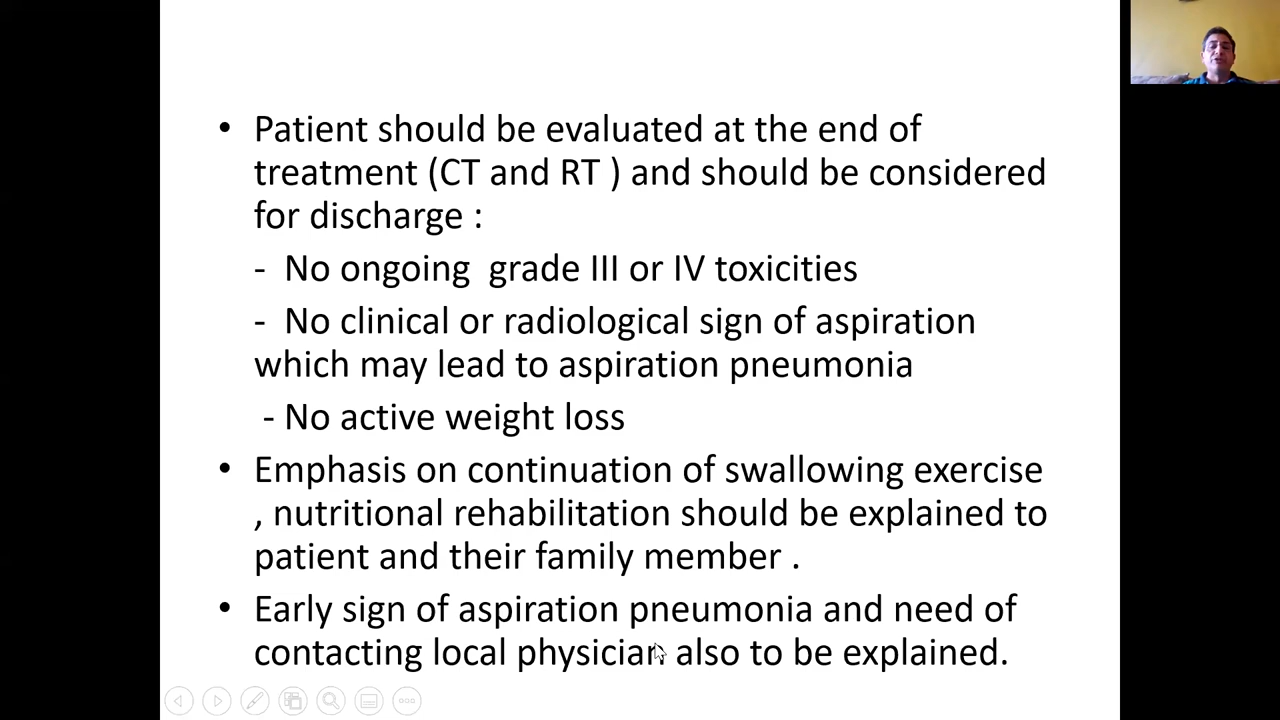 • Patient should be evaluated at the end of
treatment (CT and RT ) and should be considered
for discharge :
- No ongoing  grade III or IV toxicities
- No clinical or radiological sign of aspiration
which may lead to aspiration pneumonia
- No active weight loss
• Emphasis on continuation of swallowing exercise
, nutritional rehabilitation should be explained to
patient and their family member .
• Early sign of aspiration pneumonia and need of
contacting local physician also to be explained.